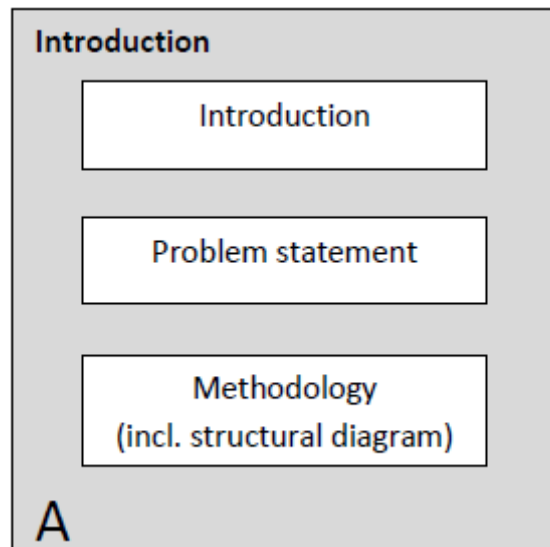 Introduction
Introduction
Problem statement
Methodology
(incl. structural diagram)
A